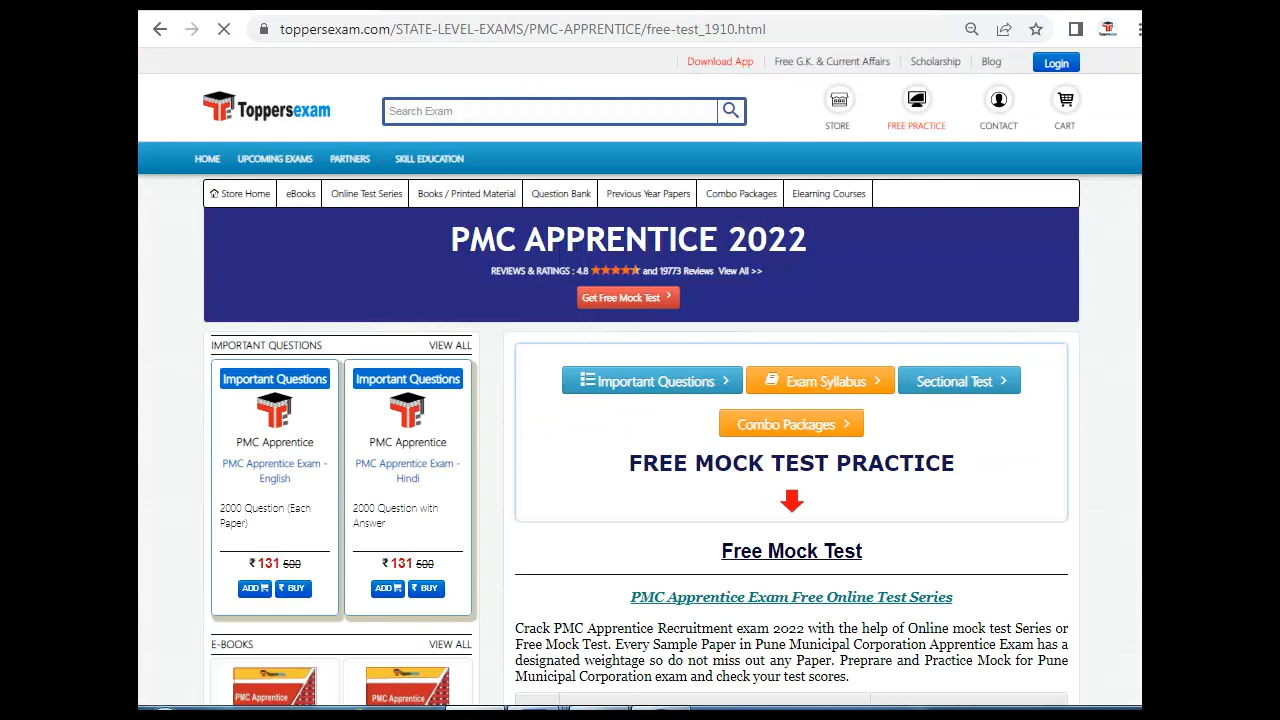 toppersexam.com/STATE-LEVEL-EXAMS/PMC-APPRENTICE/free-test_1910.html
Download App Free G.K. & Current Affairs Scholarship Blog Login
Toppersexam Search Exam
STORE FREE PRACTICE CONTACT CART
HOME UPCOMING EXAMS PARTNERS SKILL EDUCATION
Store Home eBooks Online Test Series Books / Printed Material Question Bank Previous Year Papers Combo Packages Elearning Courses
PMC APPRENTICE 2022
REVIEWS & RATINGS : 4.8 and 19773 Reviews View All >>
Get Free Mock Test
IMPORTANT QUESTIONS VIEW ALL
Important Questions
PMC Apprentice
PMC Apprentice Exam -
English
2000 Question (Each
Paper)
₹ 131 500
ADD ₹ BUY
Important Questions
PMC Apprentice
PMC Apprentice Exam -
Hindi
2000 Question with
Answer
₹ 131 500
ADD ₹ BUY
E-BOOKS VIEW ALL
Toppersexam
PMC Apprentice
Toppersexam
PMC Apprentice
Important Questions Exam Syllabus Sectional Test
Combo Packages
FREE MOCK TEST PRACTICE
Free Mock Test
PMC Apprentice Exam Free Online Test Series
Crack PMC Apprentice Recruitment exam 2022 with the help of Online mock test Series or
Free Mock Test. Every Sample Paper in Pune Municipal Corporation Apprentice Exam has a
designated weightage so do not miss out any Paper. Preprare and Practice Mock for Pune
Municipal Corporation exam and check your test scores.